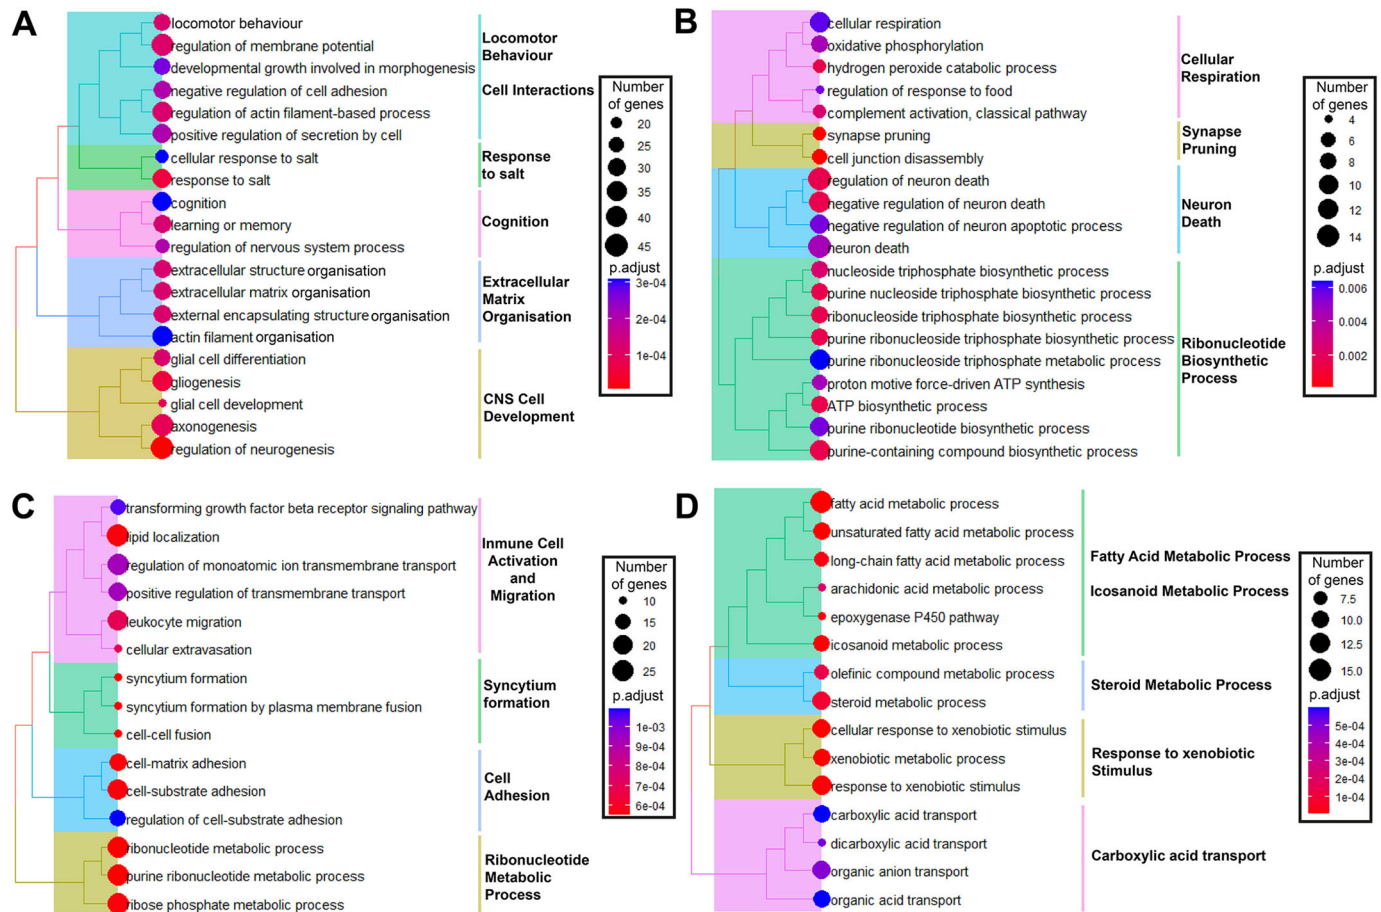 A
locomotor behaviour
regulation of membrane potential
developmental growth involved in morphogenesis
negative regulation of cell adhesion
regulation of actin filament-based process
positive regulation of secretion by cell
cellular response to salt
response to salt
cognition
learning or memory
regulation of nervous system process
extracellular structure organisation
extracellular matrix organisation
external encapsulating structure organisation
actin filament organisation
glial cell differentiation
gliogenesis
glial cell development
axonogenesis
regulation of neurogenesis
Locomotor
Behaviour
Cell Interactions
Response
to salt
Cognition
Extracellular
Matrix
Organisation
CNS Cell
Development
Number
of genes
20
25
30
35
40
45
p.adjust
3e-04
2e-04
1e-04
B
cellular respiration
oxidative phosphorylation
hydrogen peroxide catabolic process
regulation of response to food
complement activation, classical pathway
synapse pruning
cell junction disassembly
regulation of neuron death
negative regulation of neuron death
negative regulation of neuron apoptotic process
neuron death
nucleoside triphosphate biosynthetic process
purine nucleoside triphosphate biosynthetic process
ribonucleoside triphosphate biosynthetic process
purine ribonucleoside triphosphate biosynthetic process
purine ribonucleoside triphosphate metabolic process
proton motive force-driven ATP synthesis
ATP biosynthetic process
purine ribonucleotide biosynthetic process
purine-containing compound biosynthetic process
Cellular
Respiration
Synapse
Pruning
Neuron
Death
Ribonucleotide
Biosynthetic
Process
Number
of genes
4
6
8
10
12
14
p.adjust
0.006
0.004
0.002
C
transforming growth factor beta receptor signaling pathway
lipid localization
regulation of monoatomic ion transmembrane transport
positive regulation of transmembrane transport
leukocyte migration
cellular extravasation
syncytium formation
syncytium formation by plasma membrane fusion
cell-cell fusion
cell-matrix adhesion
cell-substrate adhesion
regulation of cell-substrate adhesion
ribonucleotide metabolic process
purine ribonucleotide metabolic process
ribose phosphate metabolic process
Inmune Cell
Activation
and
Migration
Syncytium
formation
Cell
Adhesion
Ribonucleotide
Metabolic
Process
Number
of genes
10
15
20
25
p.adjust
1e-03
9e-04
8e-04
7e-04
6e-04
D
fatty acid metabolic process
unsaturated fatty acid metabolic process
long-chain fatty acid metabolic process
arachidonic acid metabolic process
epoxygenase P450 pathway
icosanoid metabolic process
olefinic compound metabolic process
steroid metabolic process
cellular response to xenobiotic stimulus
xenobiotic metabolic process
response to xenobiotic stimulus
carboxylic acid transport
dicarboxylic acid transport
organic anion transport
organic acid transport
Fatty Acid Metabolic Process
Icosanoid Metabolic Process
Steroid Metabolic Process
Response to xenobiotic
Stimulus
Carboxylic acid transport
Number
of genes
7.5
10.0
12.5
15.0
p.adjust
5e-04
4e-04
3e-04
2e-04
1e-04